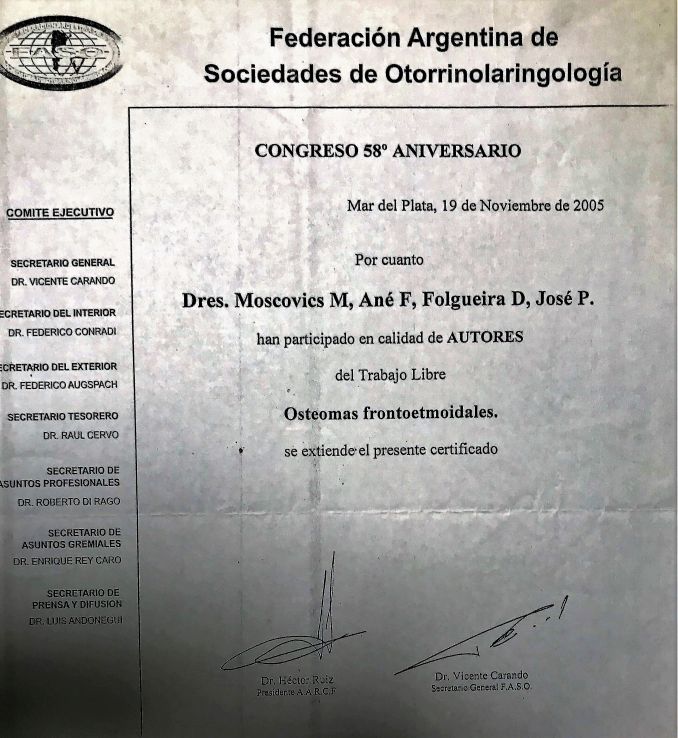 FASO
Federación Argentina de
Sociedades de Otorrinolaringología
CONGRESO 58º ANIVERSARIO
Mar del Plata, 19 de Noviembre de 2005
Por cuanto
Dres. Moscovics M, Ané F, Folgueira D, José P.
han participado en calidad de AUTORES
del Trabajo Libre
Osteomas frontoetmoidales.
se extiende el presente certificado
COMITE EJECUTIVO
SECRETARIO GENERAL
DR. VICENTE CARANDO
ECRETARIO DEL INTERIOR
DR. FEDERICO CONRADI
ECRETARIO DEL EXTERIOR
DR. FEDERICO AUGSPACH
SECRETARIO TESORERO
DR. RAUL CERVO
SECRETARIO DE
ASUNTOS PROFESIONALES
DR. ROBERTO DI RAGO
SECRETARIO DE
ASUNTOS GREMIALES
DR. ENRIQUE REY CARO
SECRETARIO DE
PRENSA Y DIFUSION
DR. LUIS ANDONEGUI
Dr. Héctor Ruiz
Presidente A.A.R.C.F.
Dr. Vicente Carando
Secretario General F.A.S.O.